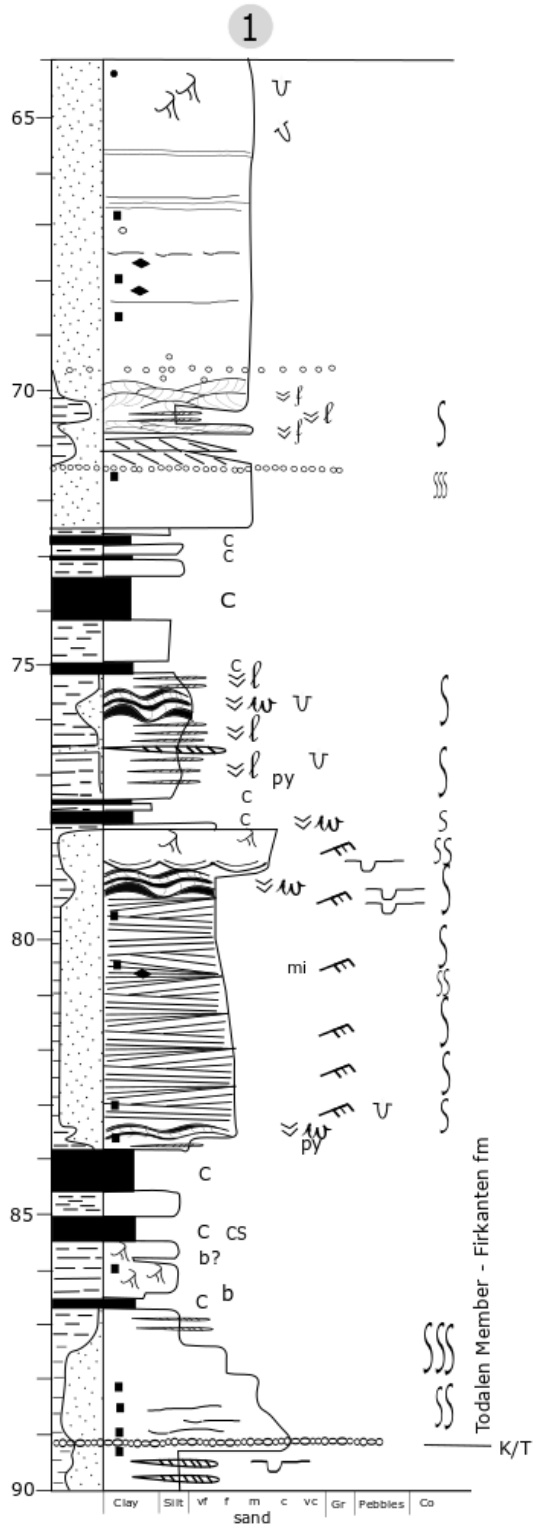 1
65
70
f
l
f
C
C
C
75
C
l
w
l
l
py
C
C
w
w
80
mi
w
py
C
85
C CS
b?
b
C
Todalen Member - Firkanten fm
K/T
90
Clay Silt vf f m c vc Gr Pebbles Co
sand